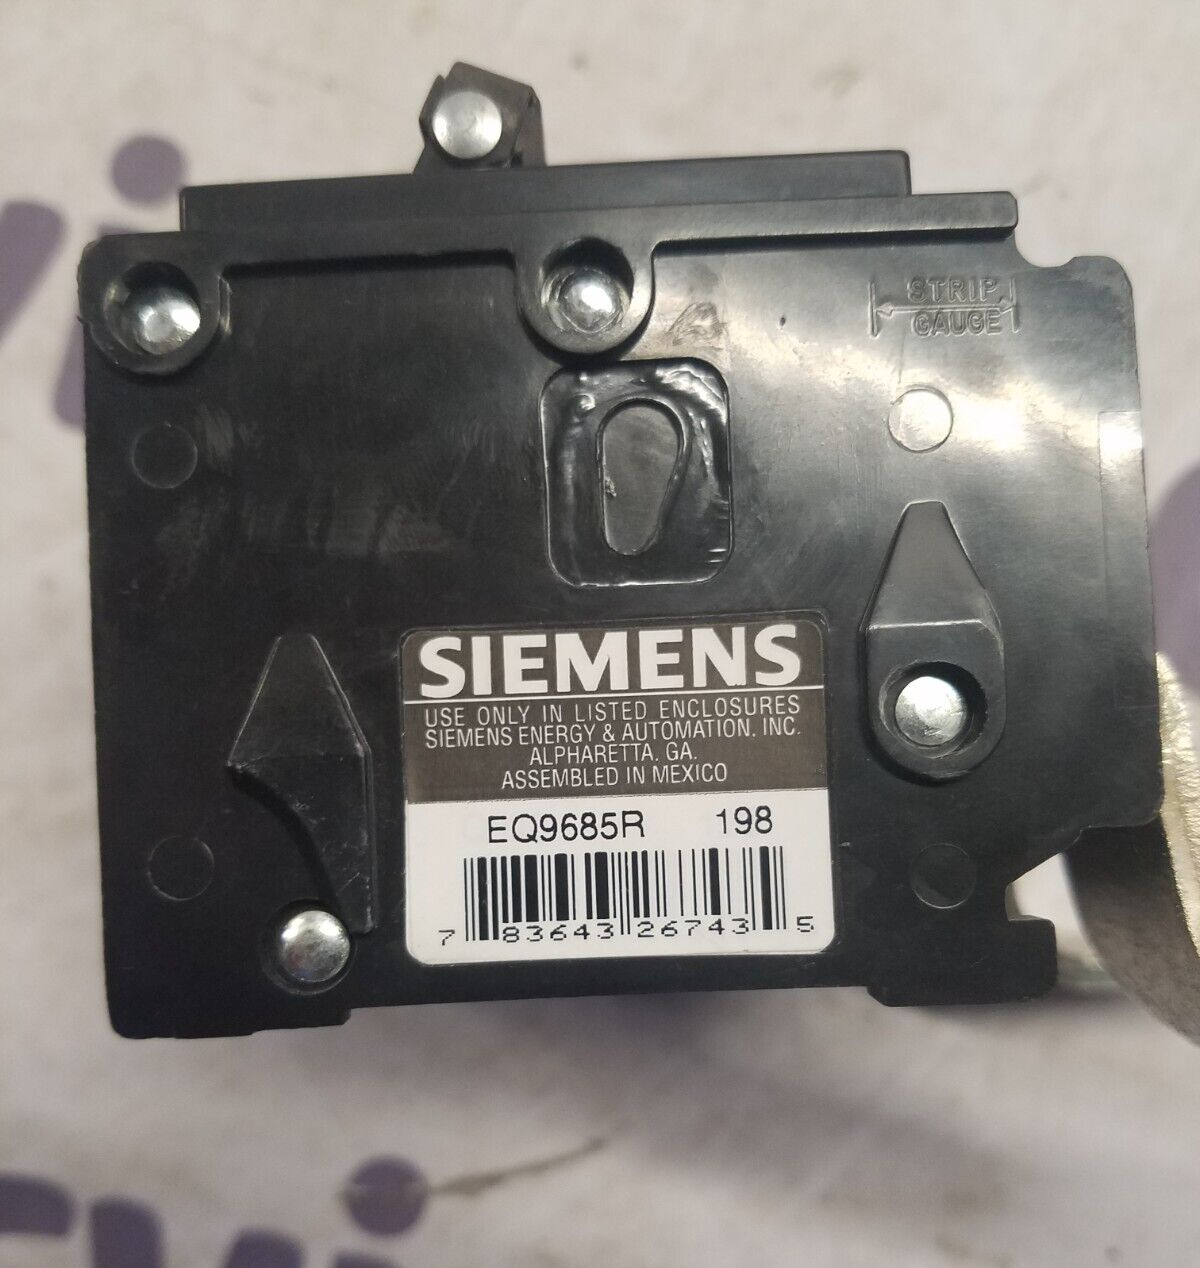 STRIP
GAUGE
SIEMENS
USE ONLY IN LISTED ENCLOSURES
SIEMENS ENERGY & AUTOMATION, INC.
ALPHARETTA, GA.
ASSEMBLED IN MEXICO
EQ9685R 198
7 83643 26743 5